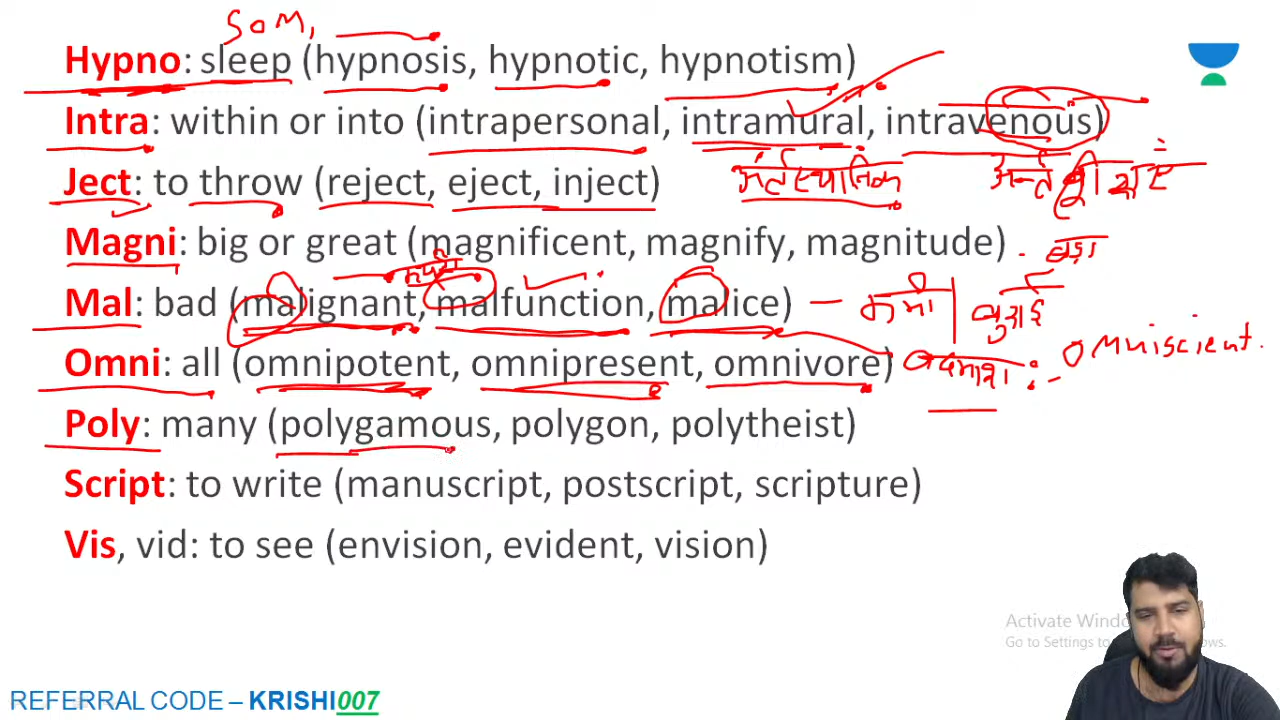 SOM,
Hypno: sleep (hypnosis, hypnotic, hypnotism)
Intra: within or into (intrapersonal, intramural, intravenous)
Ject: to throw (reject, eject, inject)
Magni: big or great (magnificent, magnify, magnitude)
Mal: bad (malignant, malfunction, malice) –
Omni: all (omnipotent, omnipresent, omnivore)
:- Omniscient.
Poly: many (polygamous, polygon, polytheist)
Script: to write (manuscript, postscript, scripture)
Vis, vid: to see (envision, evident, vision)
Activate Windo
Go to Settings to ws.
REFERRAL CODE – KRISHI007